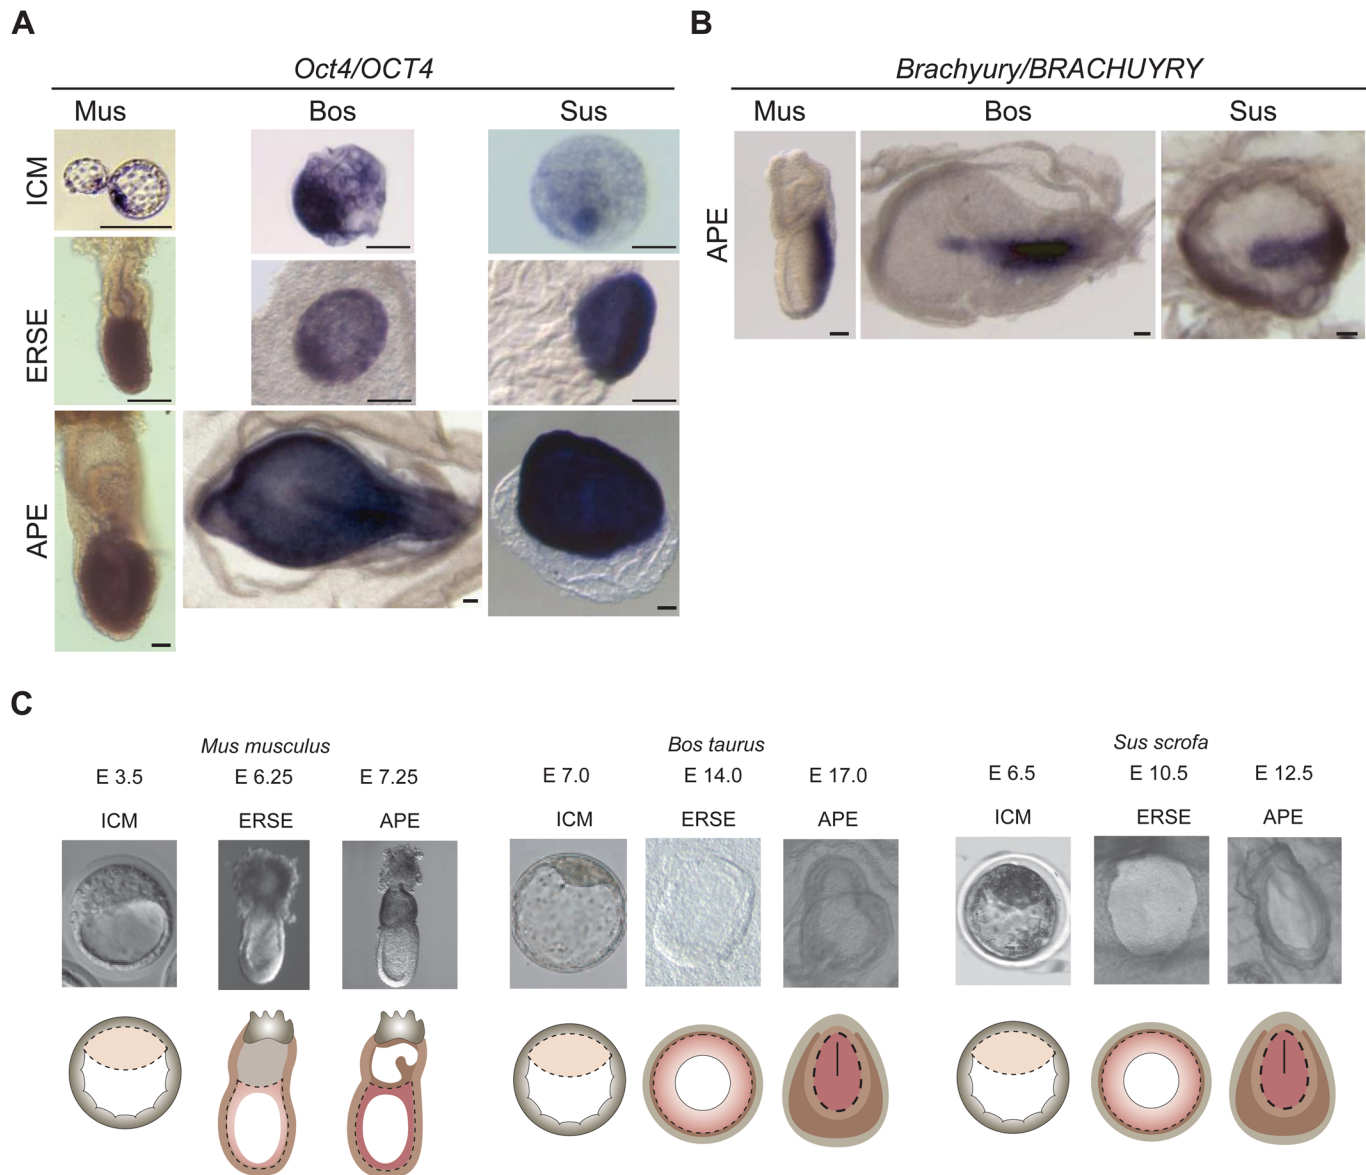 A
Oct4/OCT4
Mus Bos Sus
ICM
ERSE
APE
B
Brachyury/BRACHUYRY
Mus Bos Sus
APE
C
Mus musculus
E 3.5 E 6.25 E 7.25
ICM ERSE APE
Bos taurus
E 7.0 E 14.0 E 17.0
ICM ERSE APE
Sus scrofa
E 6.5 E 10.5 E 12.5
ICM ERSE APE